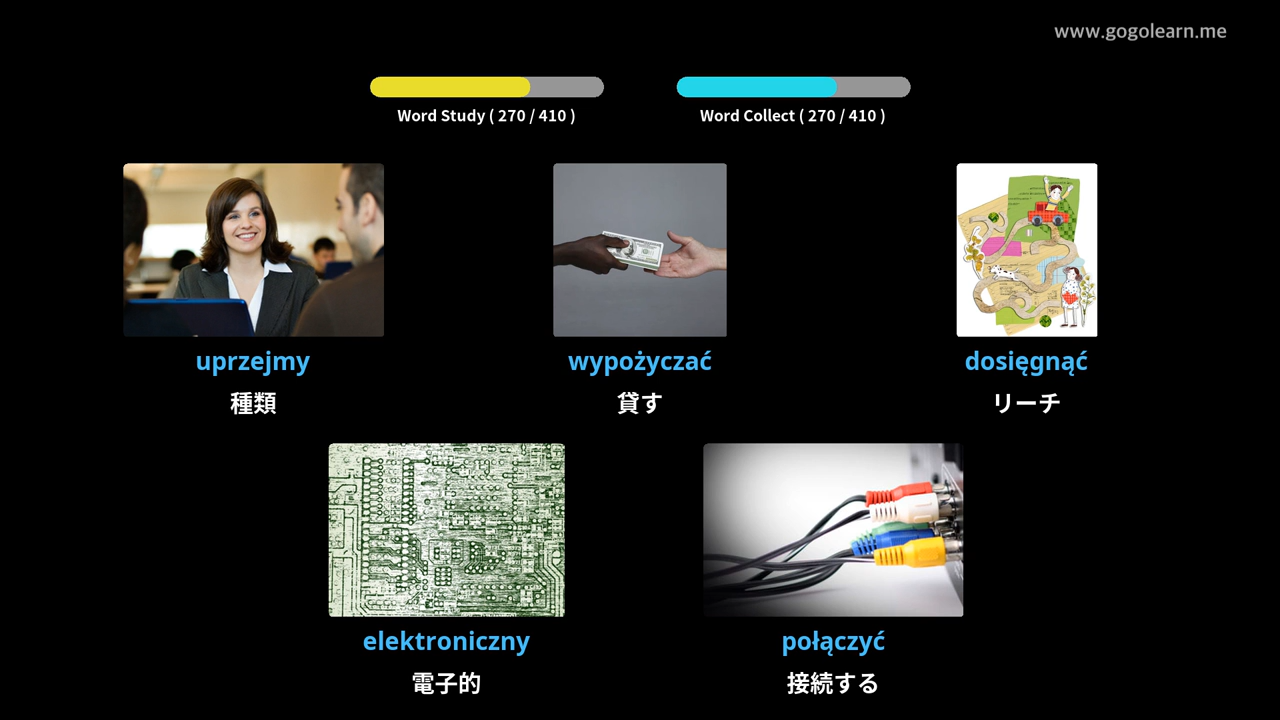 www.gogolearn.me
Word Study ( 270 / 410 )
Word Collect ( 270 / 410 )
uprzejmy
種類
wypożyczać
貸す
dosięgnąć
リーチ
elektroniczny
電子的
połączyć
接続する